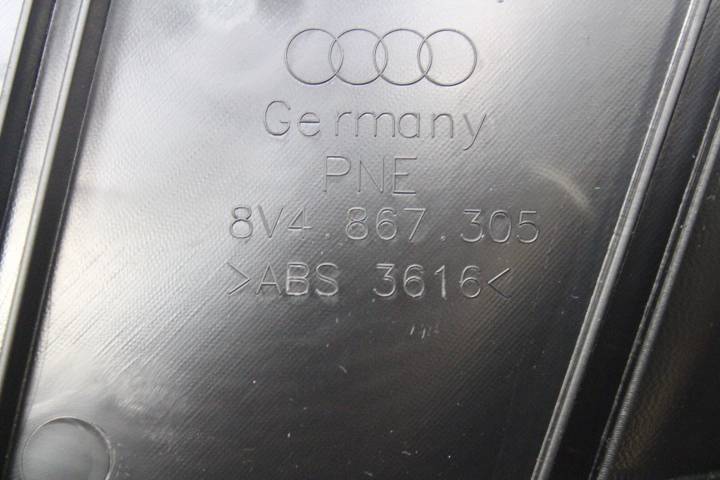 Germany
PNE
8V4.867.305
>ABS 3616<